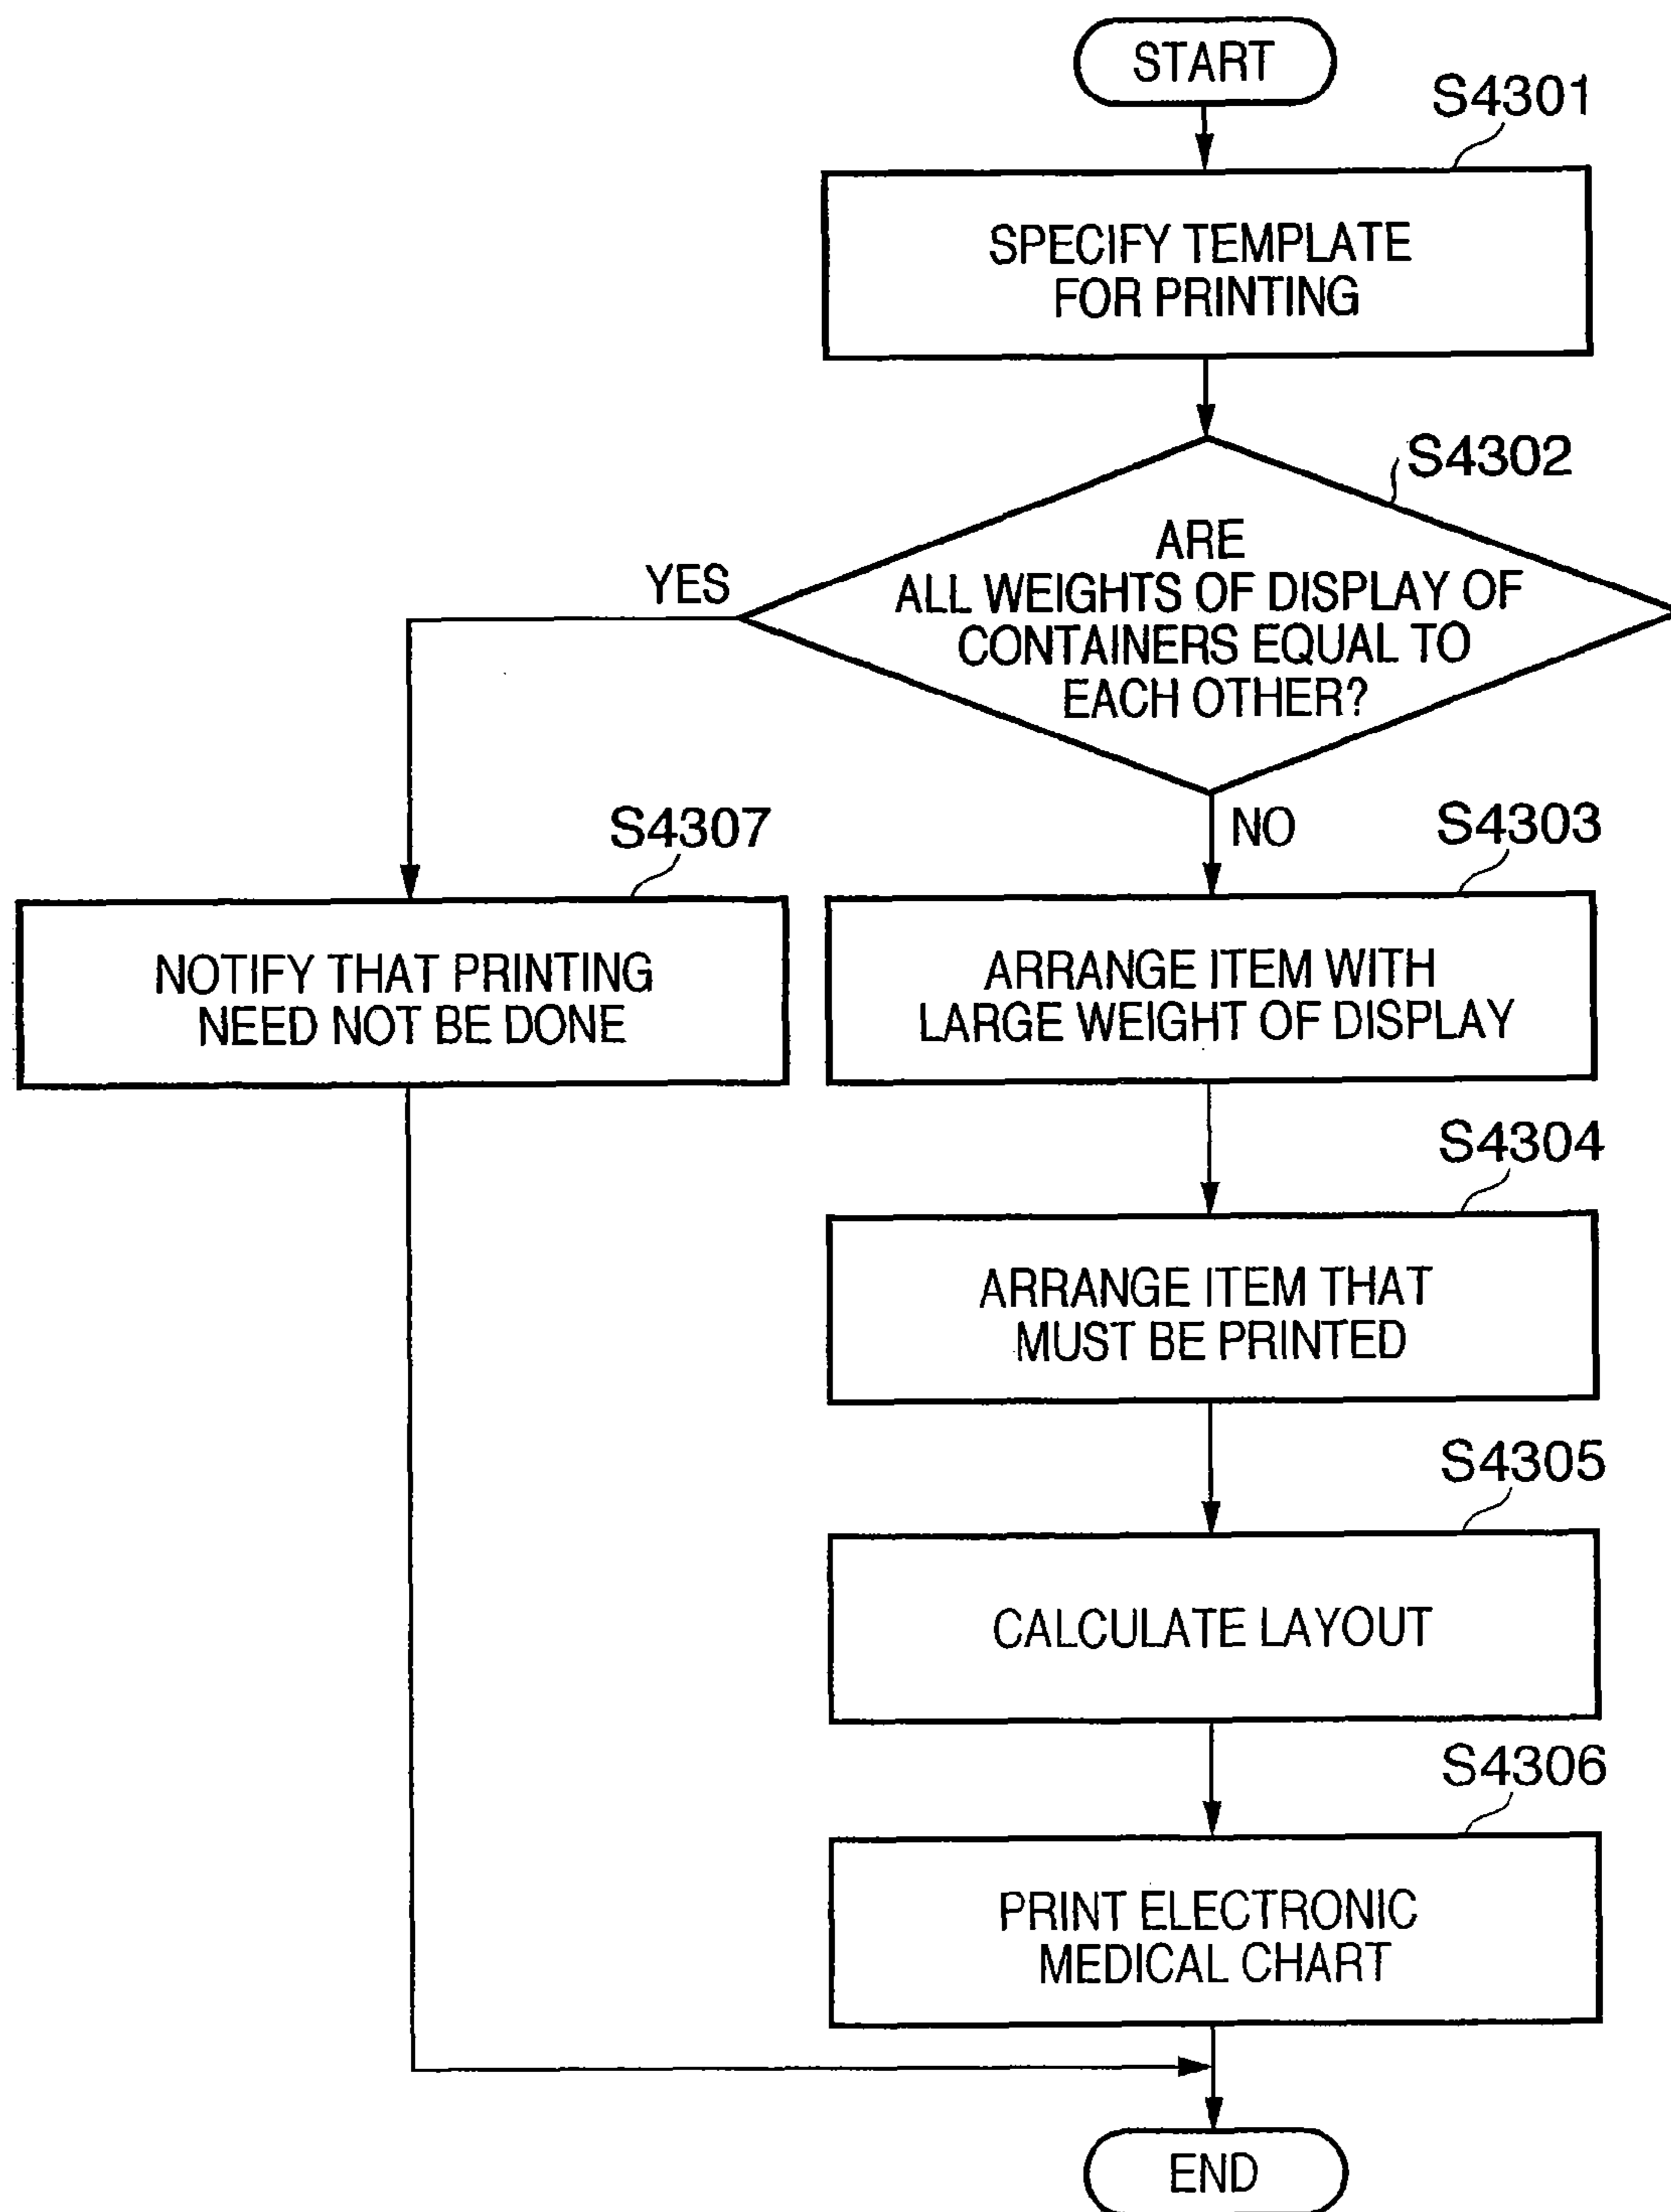 START
S4301
SPECIFY TEMPLATE
FOR PRINTING
S4302
ARE
ALL WEIGHTS OF DISPLAY OF
CONTAINERS EQUAL TO
EACH OTHER?
YES
NO
S4307
NOTIFY THAT PRINTING
NEED NOT BE DONE
S4303
ARRANGE ITEM WITH
LARGE WEIGHT OF DISPLAY
S4304
ARRANGE ITEM THAT
MUST BE PRINTED
S4305
CALCULATE LAYOUT
S4306
PRINT ELECTRONIC
MEDICAL CHART
END